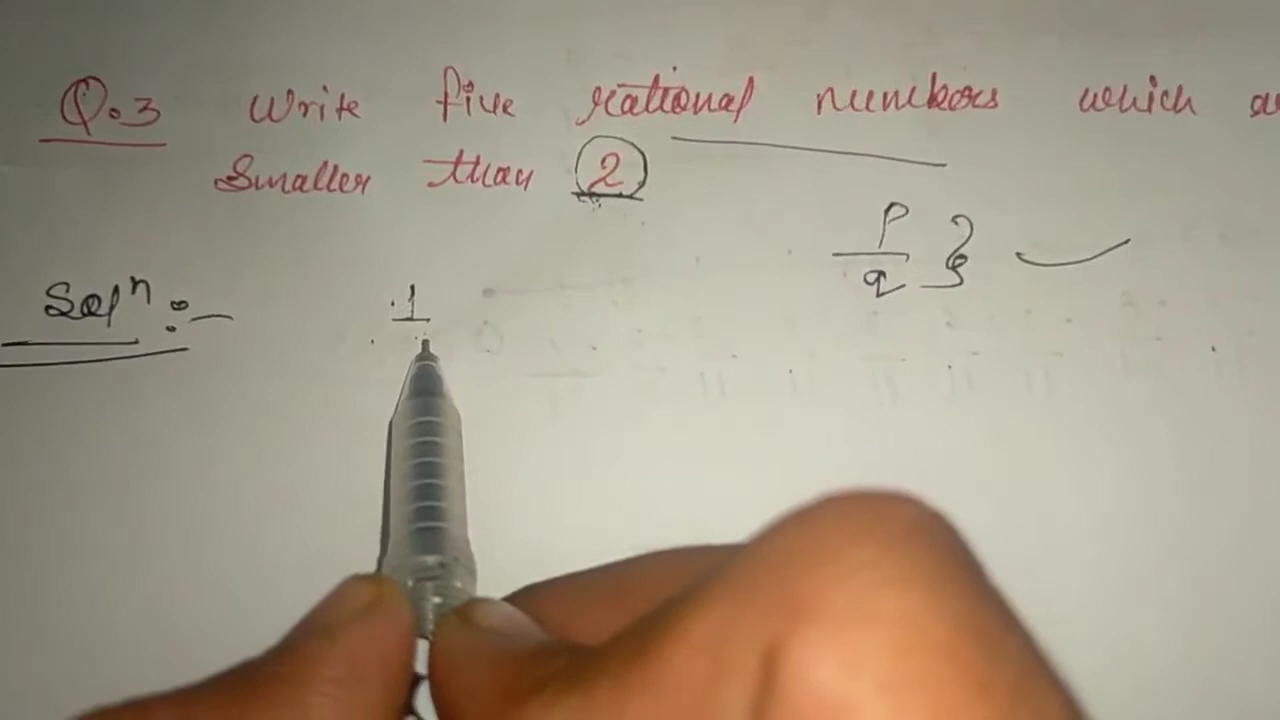 Q.3 Write five rational numbers which a
Smaller than 2
p
q
Solⁿ :-
1